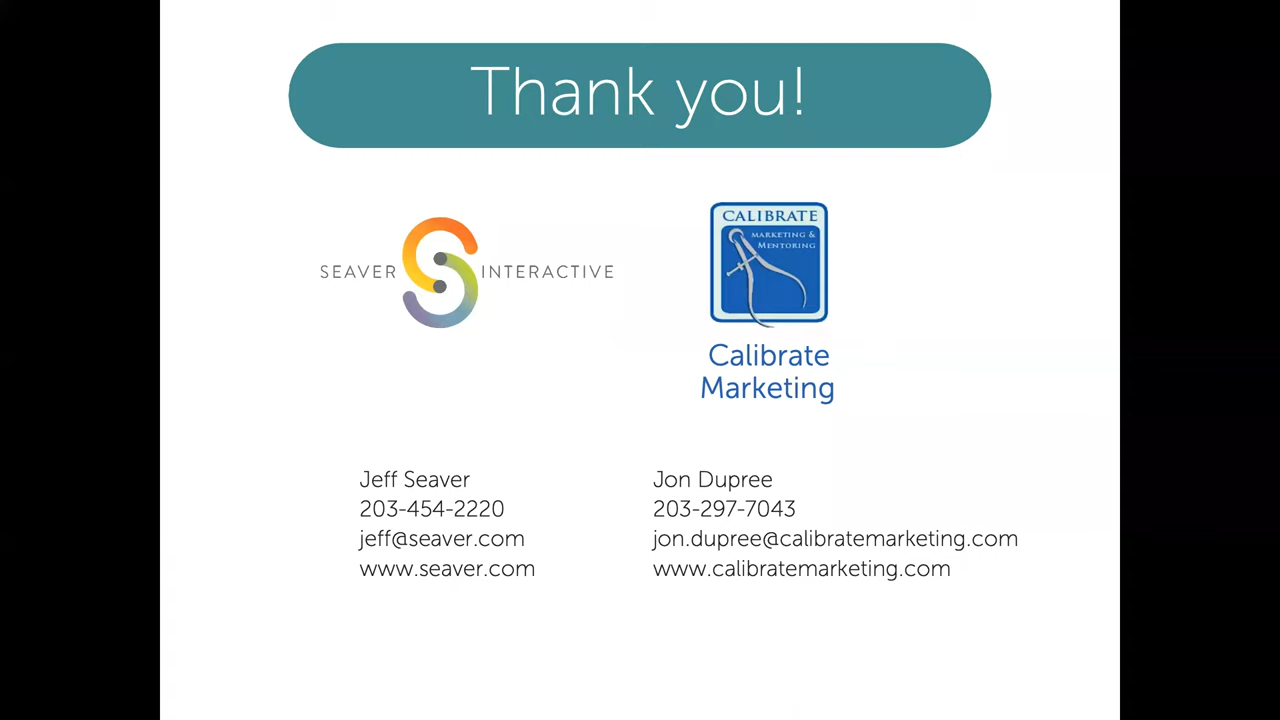 Thank you!
SEAVER INTERACTIVE
CALIBRATE
MARKETING &
MENTORING
Calibrate
Marketing
Jeff Seaver
203-454-2220
jeff@seaver.com
www.seaver.com
Jon Dupree
203-297-7043
jon.dupree@calibratemarketing.com
www.calibratemarketing.com